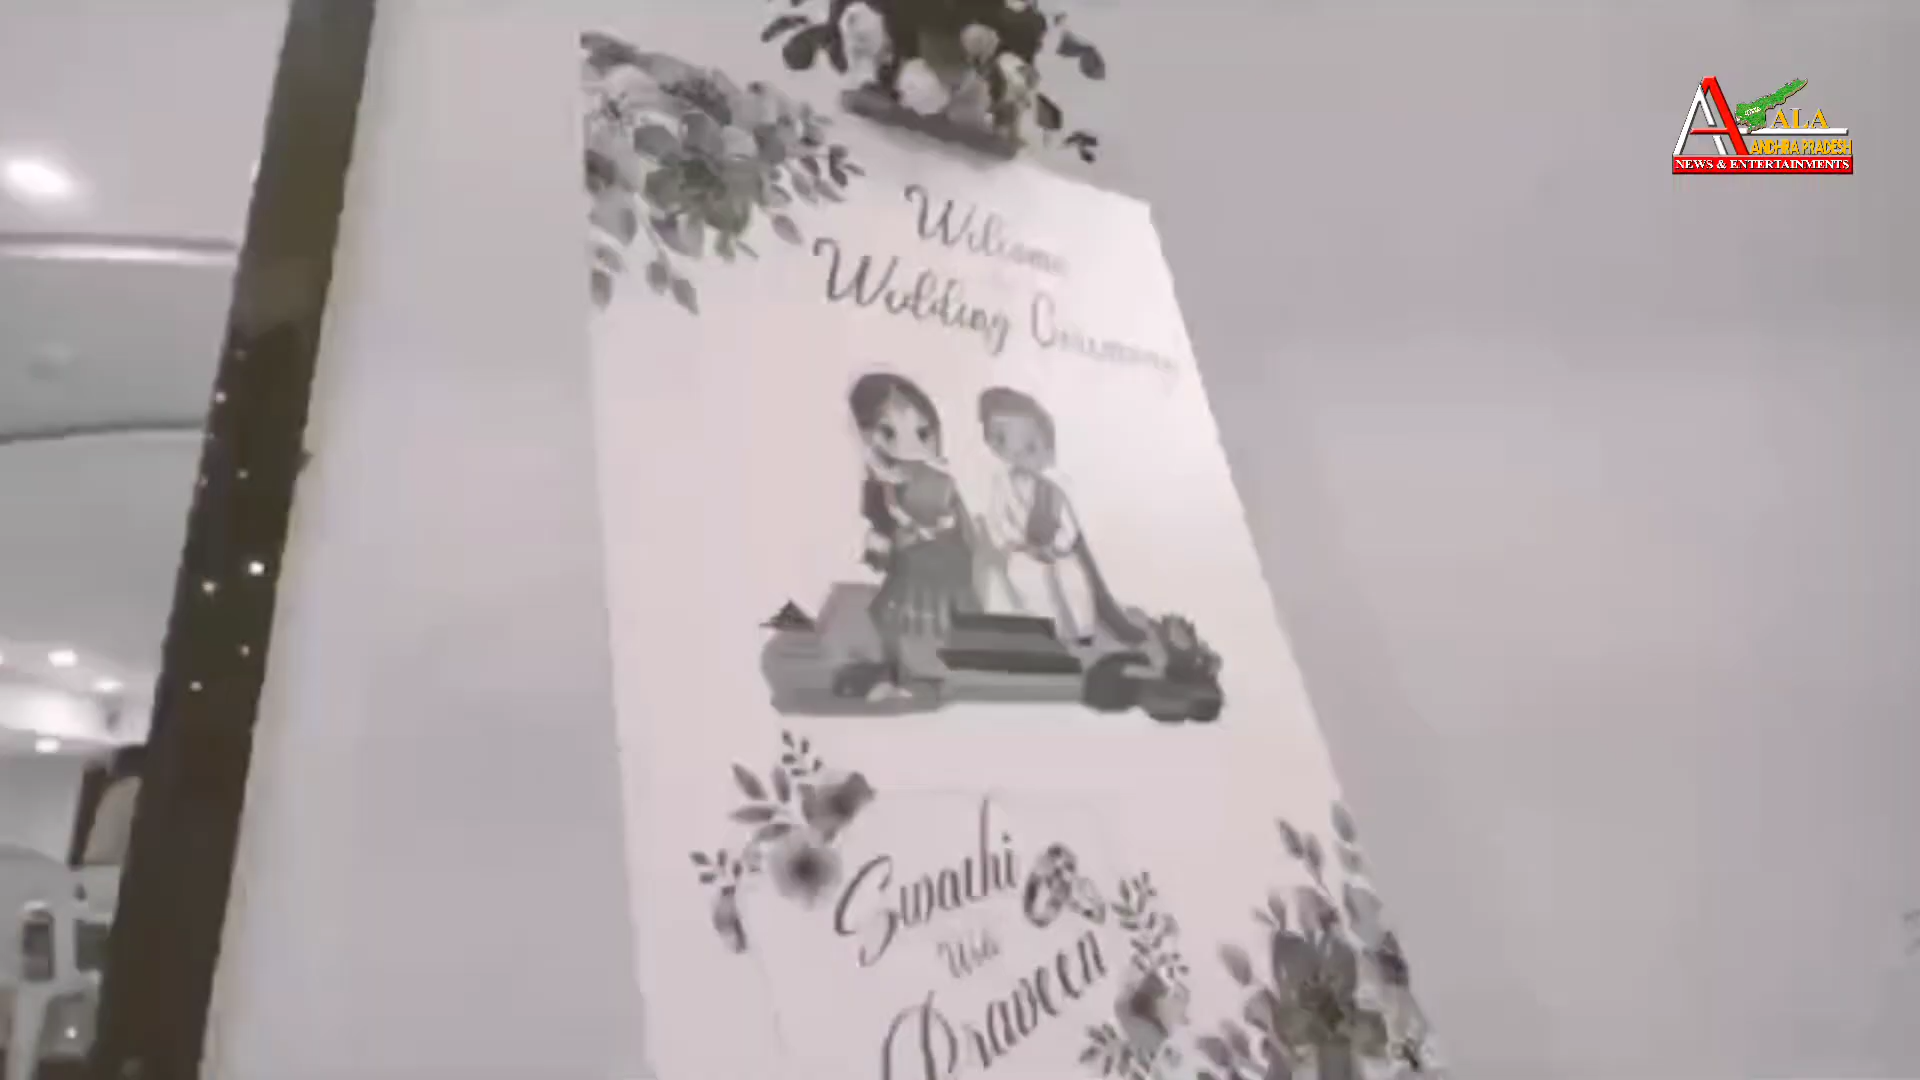 Welcome
Wedding Ceremony
Swathi
With
Praveen
ALA
ANDHRA PRADESH
NEWS & ENTERTAINMENTS